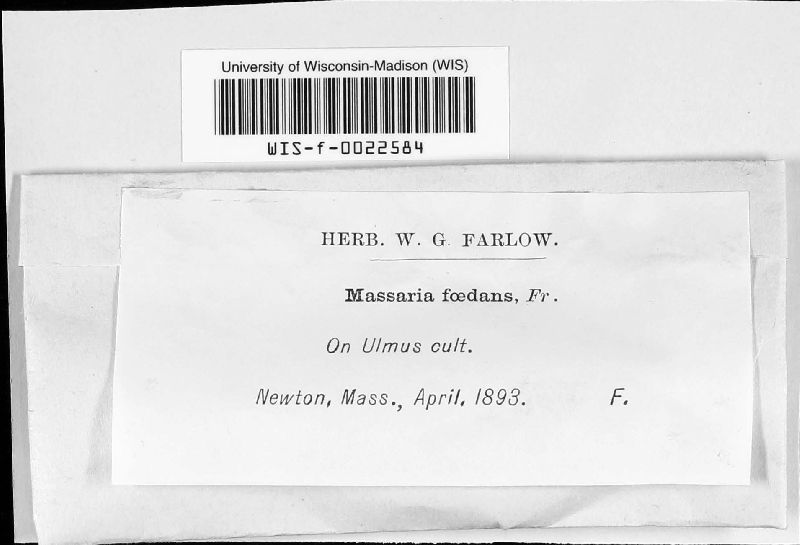 University of Wisconsin-Madison (WIS)
WIS-f-0022584
HERB. W. G. FARLOW.
Massaria fœdans, Fr.
On Ulmus cult.
Newton, Mass., April, 1893. F.